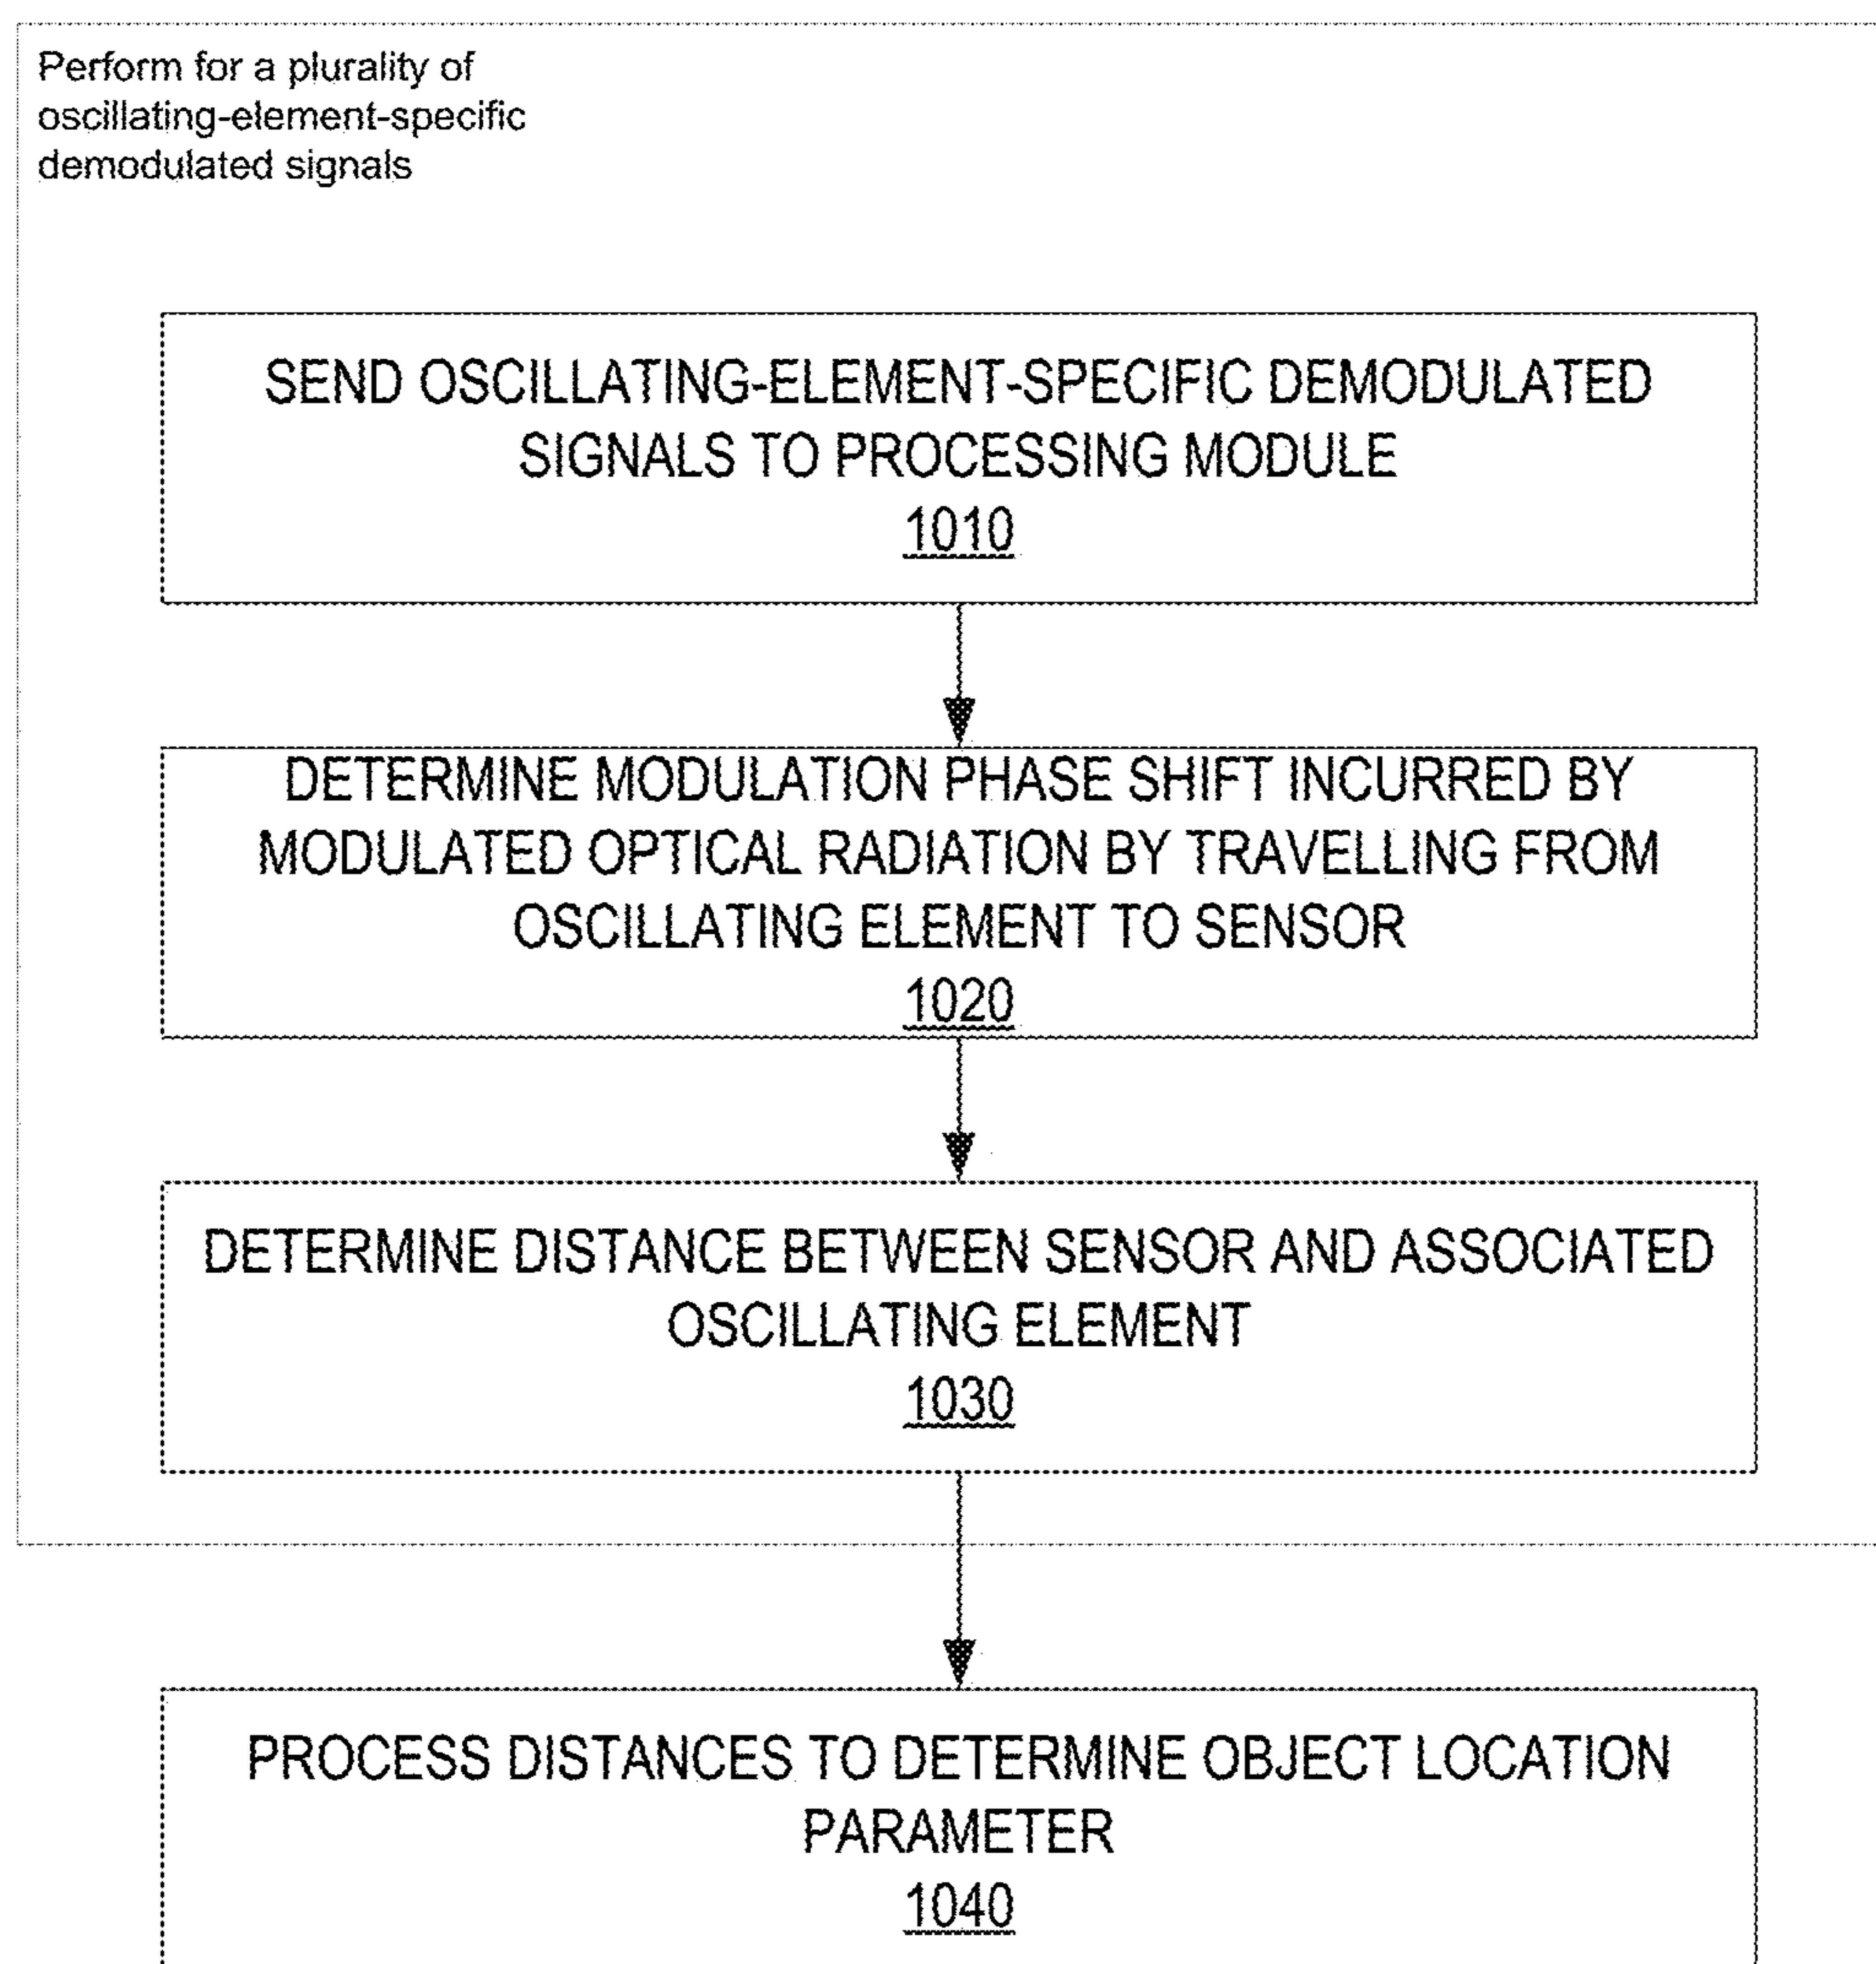 Perform for a plurality of
oscillating-element-specific
demodulated signals
SEND OSCILLATING-ELEMENT-SPECIFIC DEMODULATED
SIGNALS TO PROCESSING MODULE
1010
DETERMINE MODULATION PHASE SHIFT INCURRED BY
MODULATED OPTICAL RADIATION BY TRAVELLING FROM
OSCILLATING ELEMENT TO SENSOR
1020
DETERMINE DISTANCE BETWEEN SENSOR AND ASSOCIATED
OSCILLATING ELEMENT
1030
PROCESS DISTANCES TO DETERMINE OBJECT LOCATION
PARAMETER
1040